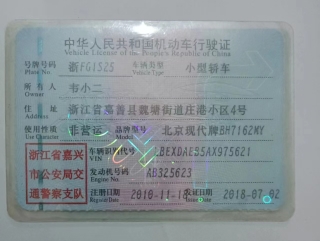 中华人民共和国机动车行驶证
Vehicle License of the People's Republic of China
号牌号码 浙FG1525 车辆类型 小型轿车
Plate No. Vehicle Type
所有人 韦小二
住 址 浙江省嘉善县魏塘街道庄港小区4号
使用性质 非营运 品牌型号 北京现代牌BH7162MY
浙江省嘉兴市公安局交通警察支队
车辆识别代号 LBEXDAEB5AX975621
VIN
发动机号码 AB325623
Engine No.
注册日期 2010-11-1 发证日期 2018-07-02
Register Date Issue Date